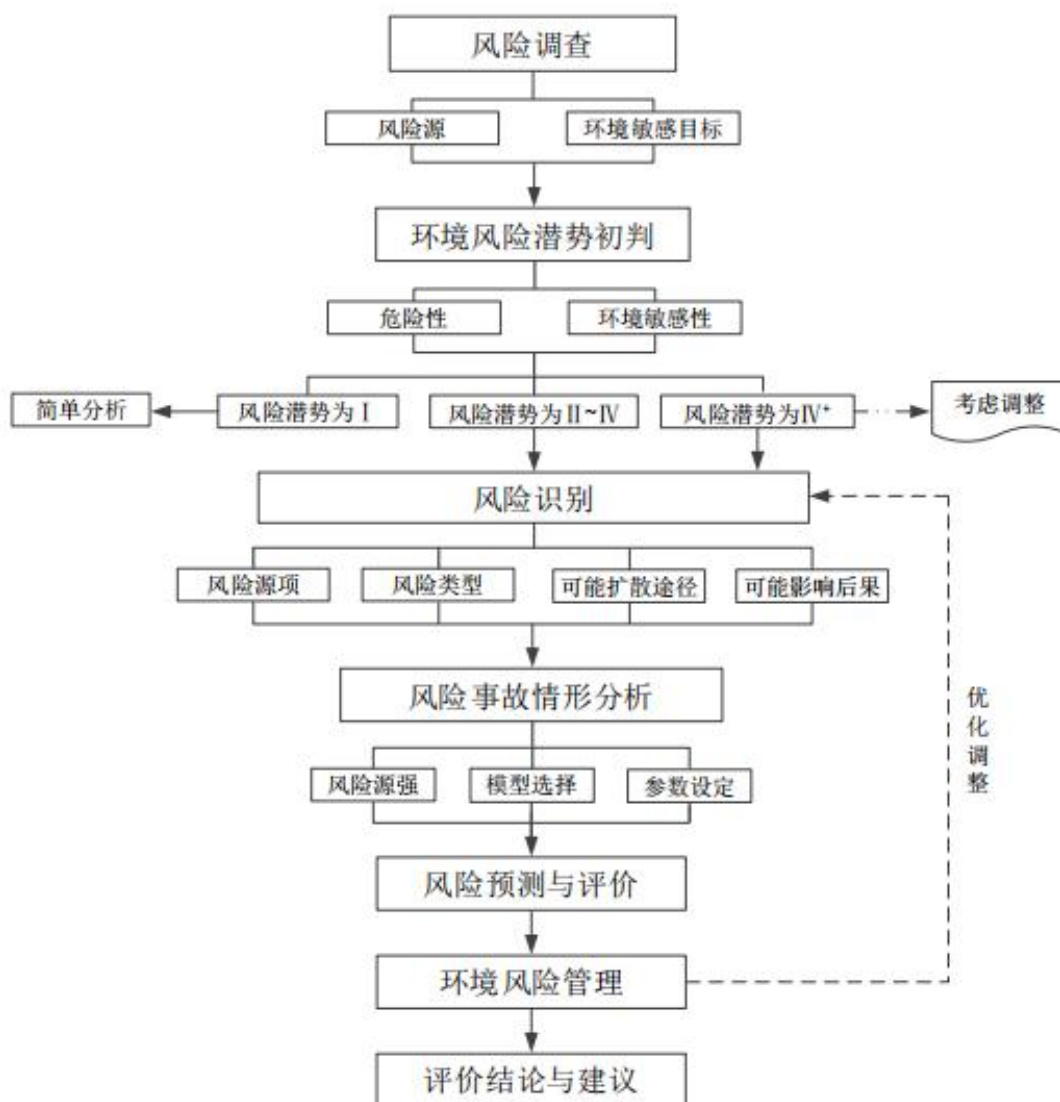 风险调查
风险源
环境敏感目标
环境风险潜势初判
危险性
环境敏感性
简单分析
风险潜势为Ⅰ
风险潜势为Ⅱ~Ⅳ
风险潜势为Ⅳ⁺
考虑调整
风险识别
风险源项
风险类型
可能扩散途径
可能影响后果
风险事故情形分析
优化调整
风险源强
模型选择
参数设定
风险预测与评价
环境风险管理
评价结论与建议